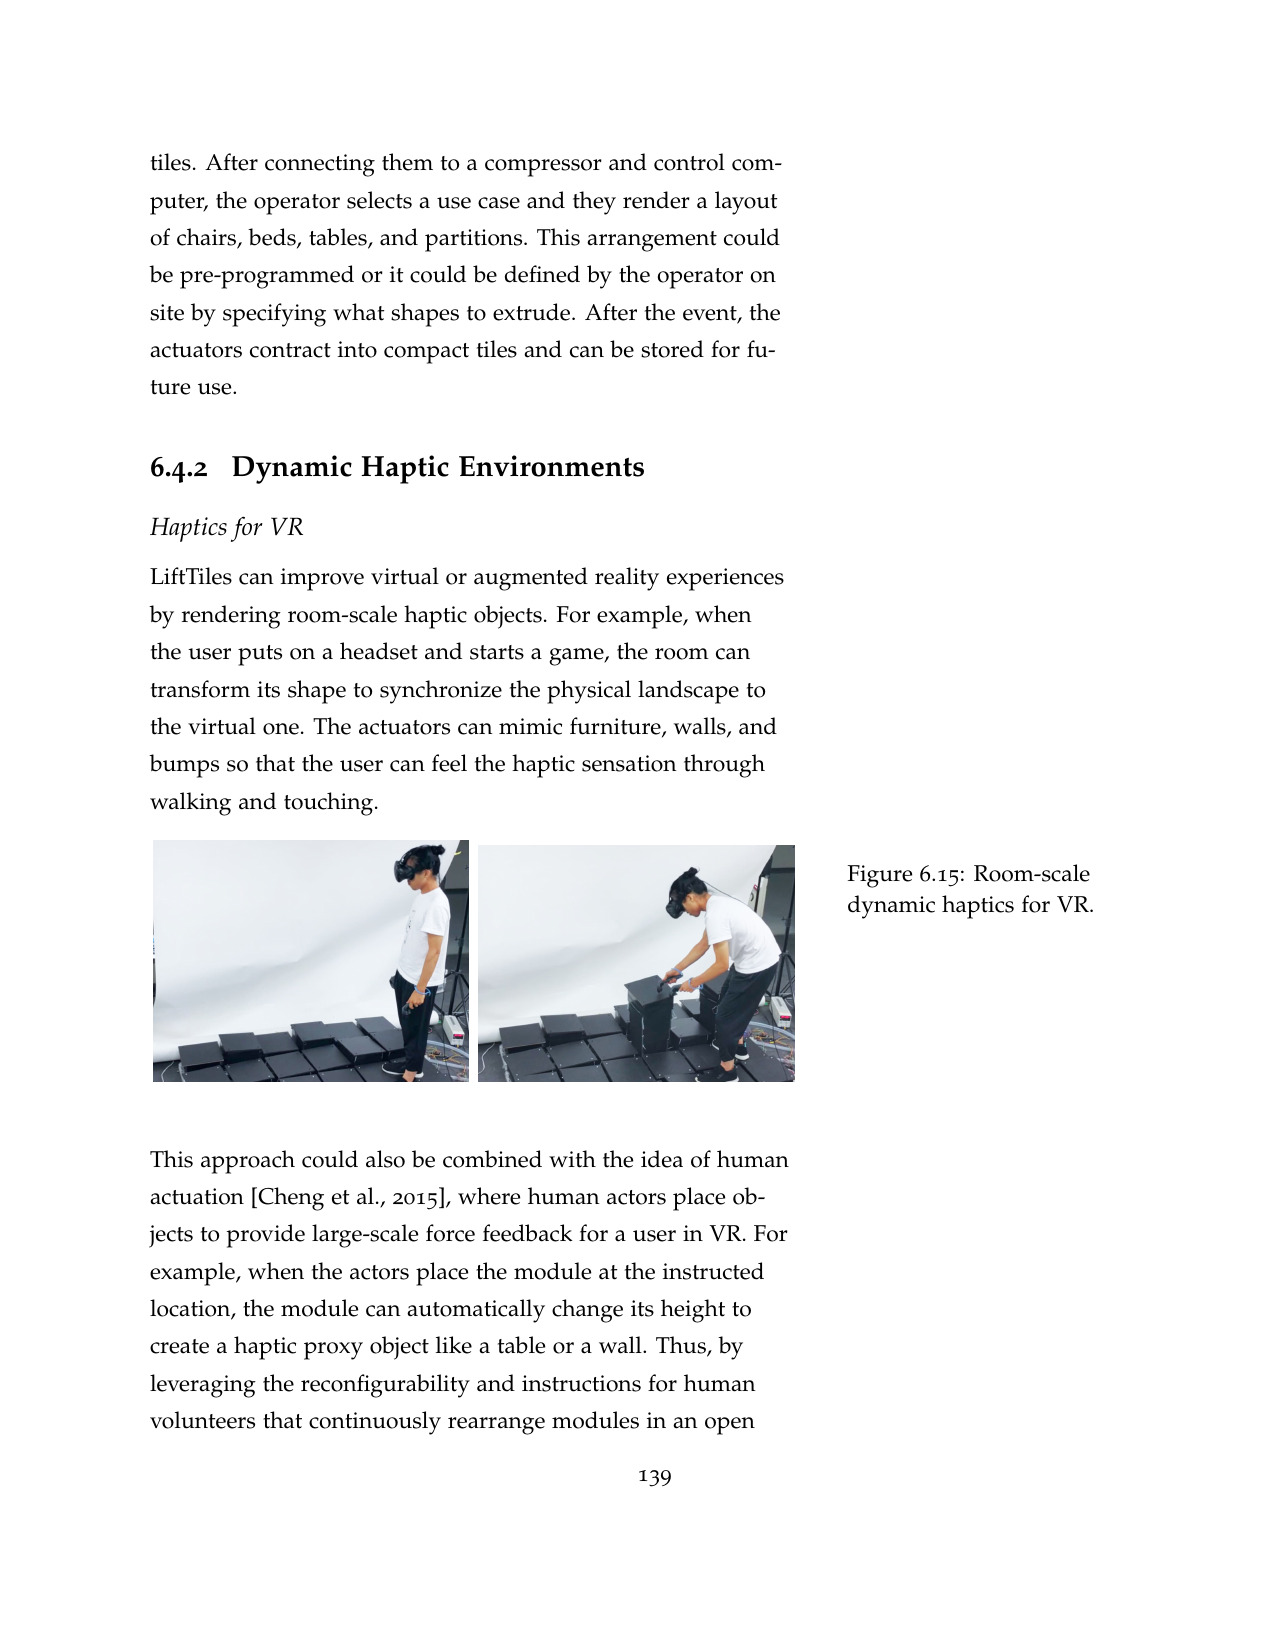 tiles. After connecting them to a compressor and control com-
puter, the operator selects a use case and they render a layout
of chairs, beds, tables, and partitions. This arrangement could
be pre-programmed or it could be defined by the operator on
site by specifying what shapes to extrude. After the event, the
actuators contract into compact tiles and can be stored for fu-
ture use.
6.4.2 Dynamic Haptic Environments
Haptics for VR
LiftTiles can improve virtual or augmented reality experiences
by rendering room-scale haptic objects. For example, when
the user puts on a headset and starts a game, the room can
transform its shape to synchronize the physical landscape to
the virtual one. The actuators can mimic furniture, walls, and
bumps so that the user can feel the haptic sensation through
walking and touching.
Figure 6.15: Room-scale
dynamic haptics for VR.
This approach could also be combined with the idea of human
actuation [Cheng et al., 2015], where human actors place ob-
jects to provide large-scale force feedback for a user in VR. For
example, when the actors place the module at the instructed
location, the module can automatically change its height to
create a haptic proxy object like a table or a wall. Thus, by
leveraging the reconfigurability and instructions for human
volunteers that continuously rearrange modules in an open
139